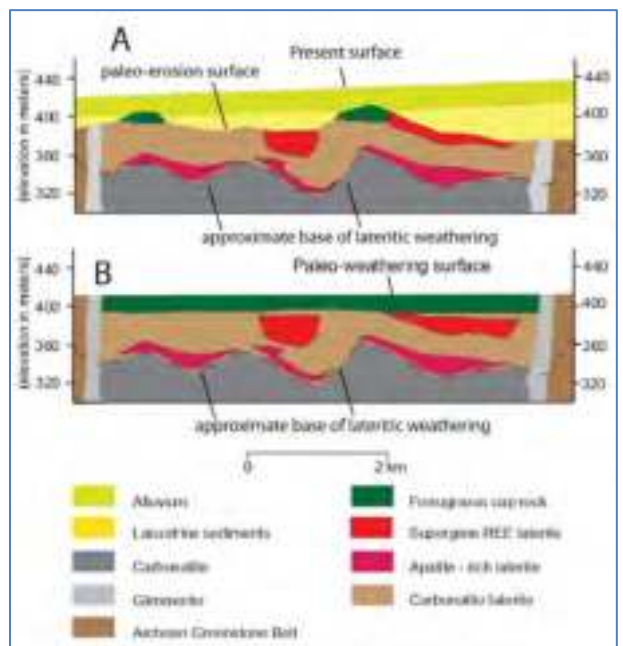 A
Present surface
paleo-erosion surface
[elevation in meters]
440
400
360
320
440
400
360
320
approximate base of lateritic weathering
B
Paleo-weathering surface
[elevation in meters]
440
400
360
320
440
400
360
320
approximate base of lateritic weathering
0 2 km
Alluvium
Lacustrine sediments
Carbonatite
Glimmerite
Archean Greenstone Belt
Ferruginous cap rock
Supergene REE laterite
Apatite - rich laterite
Carbonatite laterite